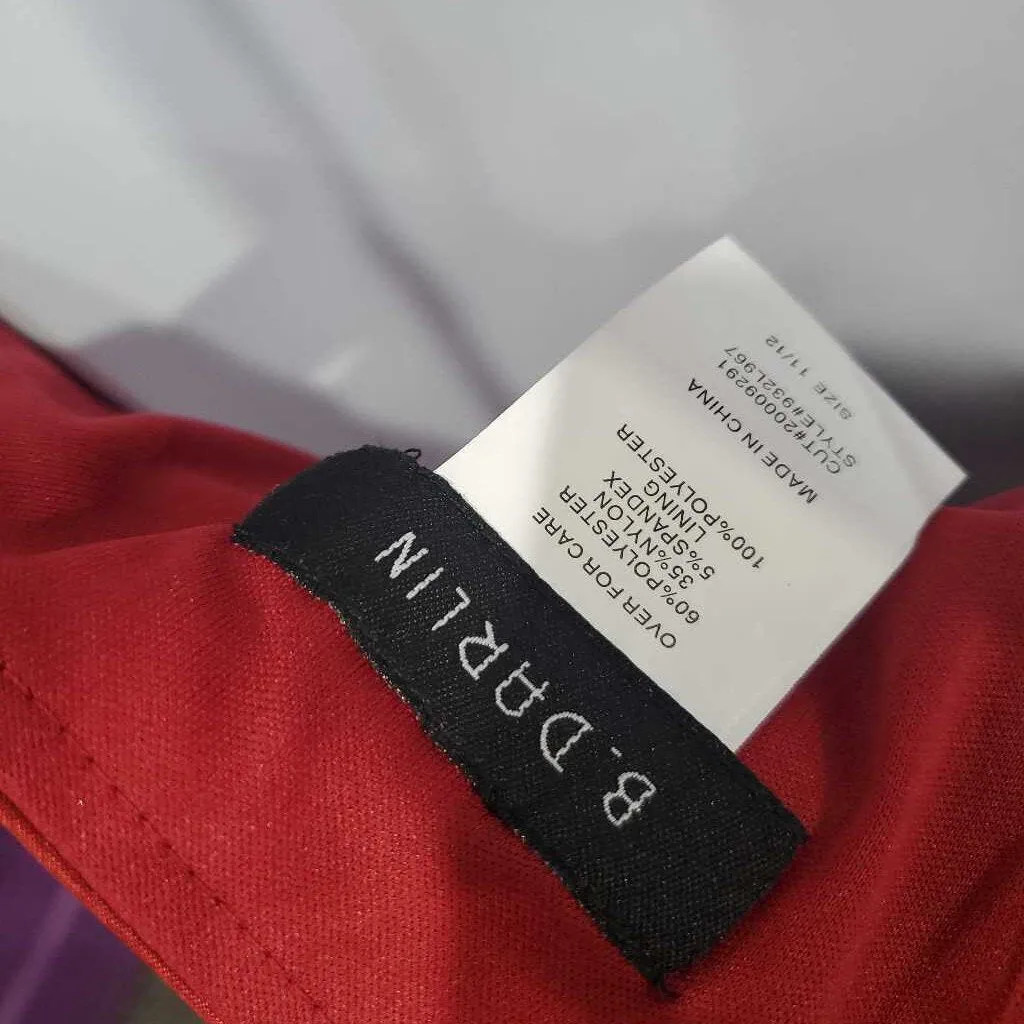 B. DARLIN
OVER FOR CARE
60%POLYESTER
35%NYLON
5%SPANDEX
LINING
100%POLYESTER
MADE IN CHINA
CUT#20009291
STYLE#932L967
SIZE 11/12